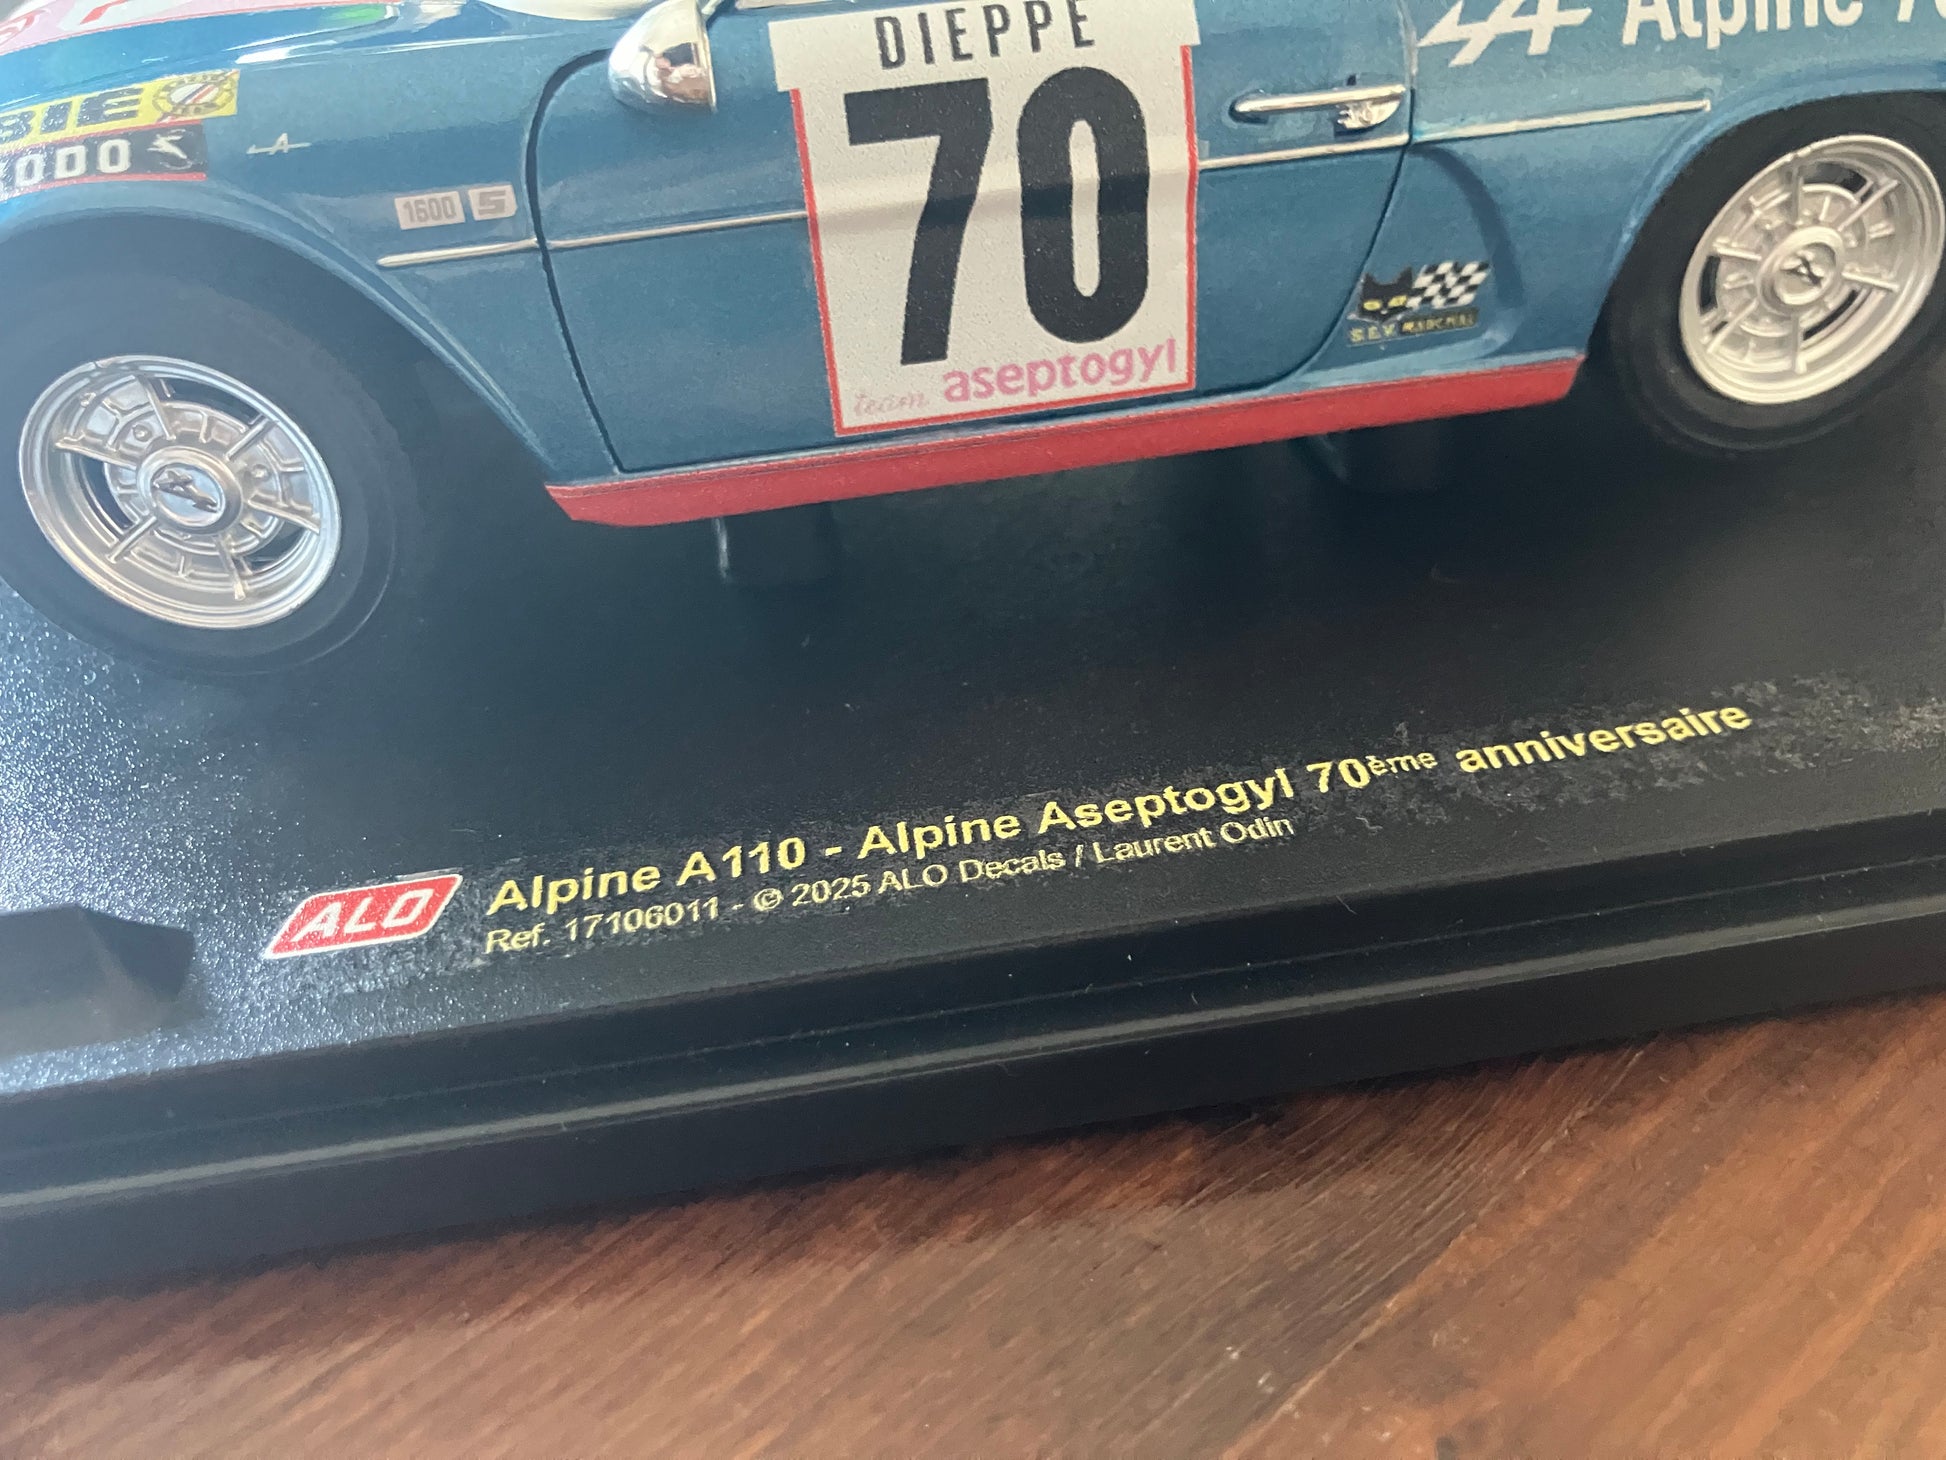 DIEPPE
70
team aseptogyl
Alpine
1600 S
S.E.V. MARCHAL
ALO
Alpine A110 - Alpine Aseptogyl 70ème anniversaire
Ref. 17106011 - © 2025 ALO Decals / Laurent Odin